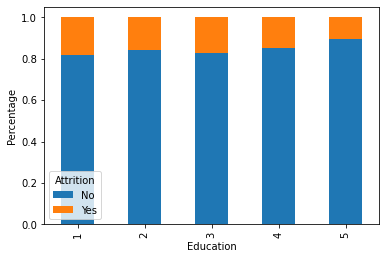 1.0
0.8
0.6
0.4
0.2
0.0
Percentage
Attrition
No
Yes
1 2 3 4 5
Education